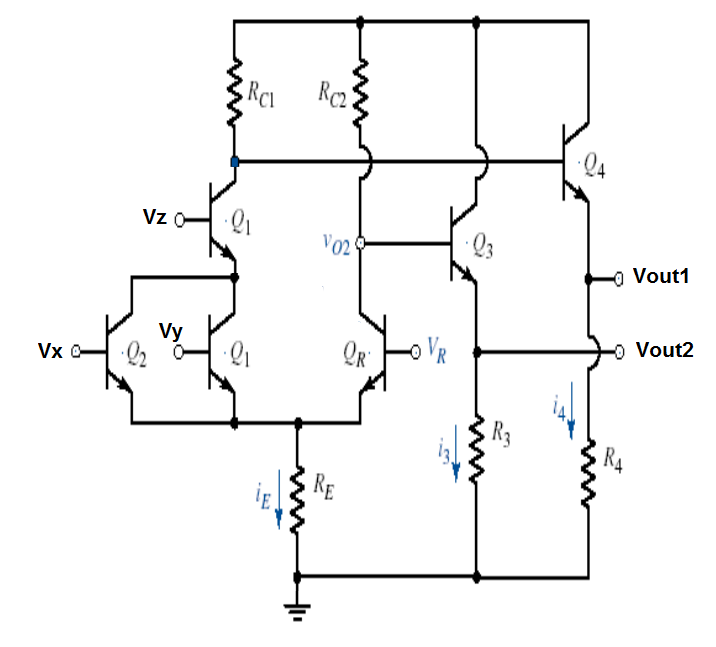 RC1
RC2
Q4
Vz
Q1
vO2
Q3
Vout1
Vy
Vx
Q2
Q1
QR
VR
Vout2
i4
i3
R3
R4
iE
RE